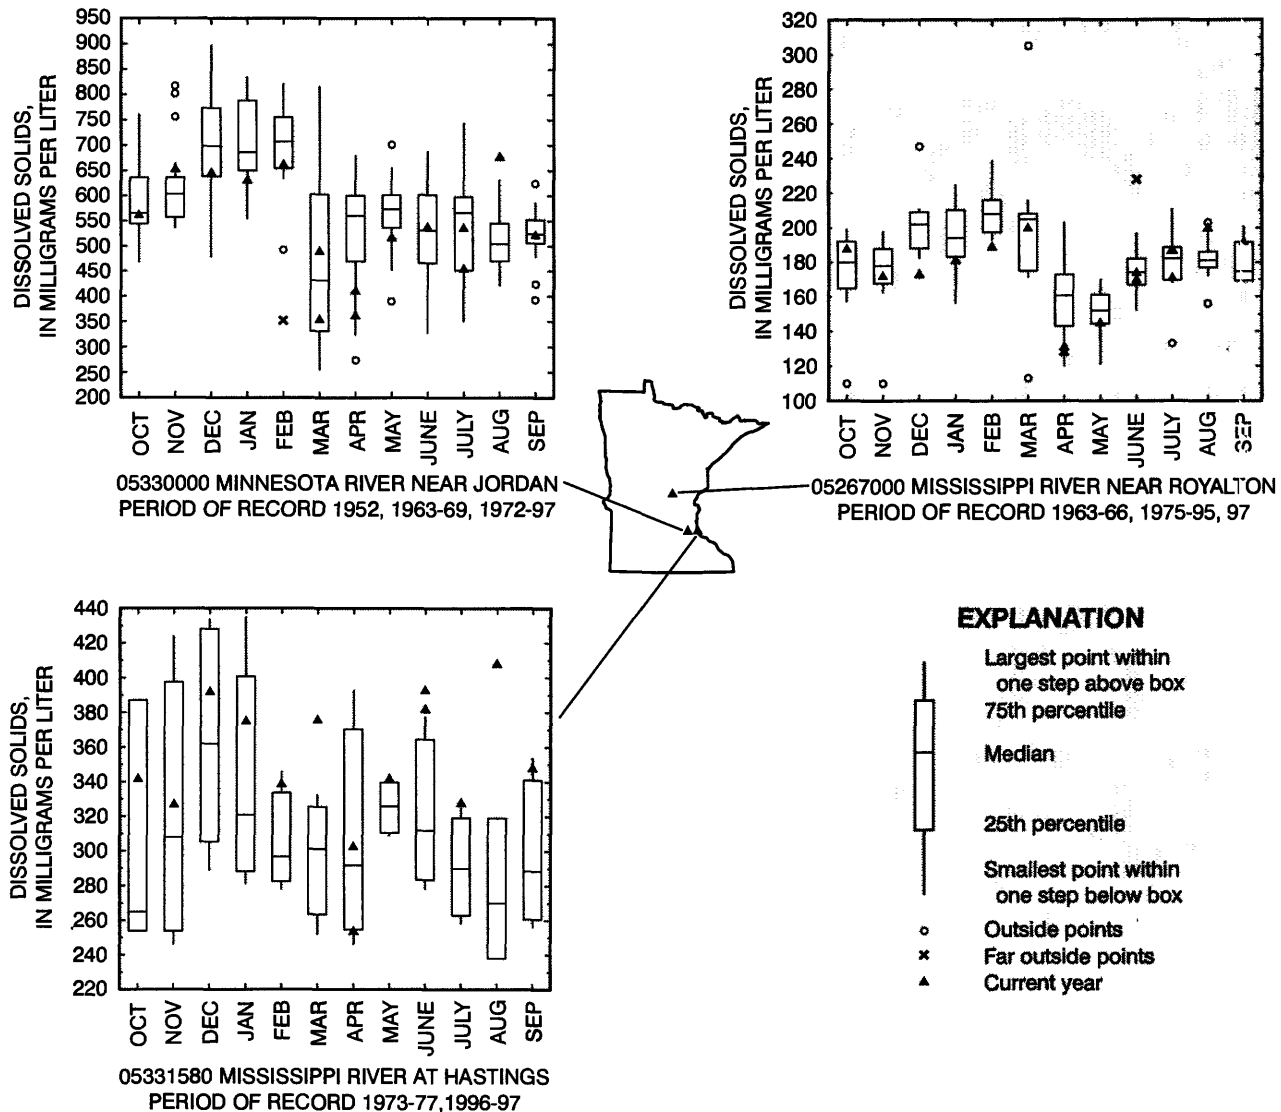 DISSOLVED SOLIDS,
IN MILLIGRAMS PER LITER
950
900
850
800
750
700
650
600
550
500
450
400
350
300
250
200
OCT
NOV
DEC
JAN
FEB
MAR
APR
MAY
JUNE
JULY
AUG
SEP
05330000 MINNESOTA RIVER NEAR JORDAN
PERIOD OF RECORD 1952, 1963-69, 1972-97
DISSOLVED SOLIDS,
IN MILLIGRAMS PER LITER
320
300
280
260
240
220
200
180
160
140
120
100
OCT
NOV
DEC
JAN
FEB
MAR
APR
MAY
JUNE
JULY
AUG
SEP
05267000 MISSISSIPPI RIVER NEAR ROYALTON
PERIOD OF RECORD 1963-66, 1975-95, 97
DISSOLVED SOLIDS,
IN MILLIGRAMS PER LITER
440
420
400
380
360
340
320
300
280
260
240
220
OCT
NOV
DEC
JAN
FEB
MAR
APR
MAY
JUNE
JULY
AUG
SEP
05331580 MISSISSIPPI RIVER AT HASTINGS
PERIOD OF RECORD 1973-77,1996-97
EXPLANATION
Largest point within
one step above box
75th percentile
Median
25th percentile
Smallest point within
one step below box
Outside points
Far outside points
Current year